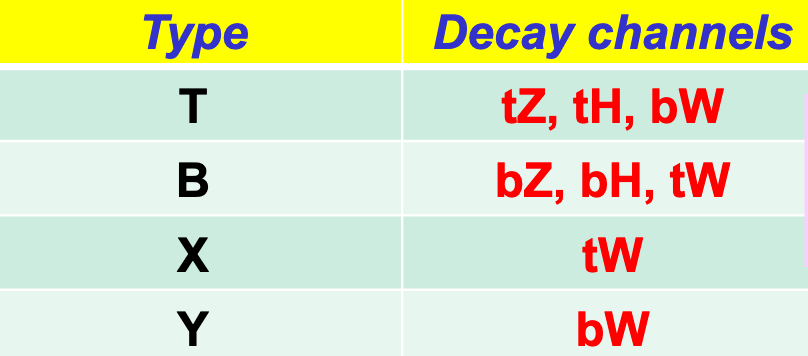 Type Decay channels
T tZ, tH, bW
B bZ, bH, tW
X tW
Y bW